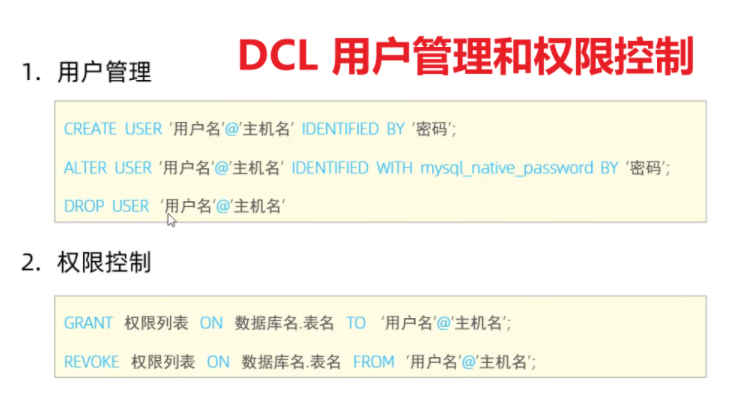 DCL 用户管理和权限控制
1. 用户管理
CREATE USER '用户名'@'主机名' IDENTIFIED BY '密码';
ALTER USER '用户名'@'主机名' IDENTIFIED WITH mysql_native_password BY '密码';
DROP USER '用户名'@'主机名'
2. 权限控制
GRANT 权限列表 ON 数据库名.表名 TO '用户名'@'主机名';
REVOKE 权限列表 ON 数据库名.表名 FROM '用户名'@'主机名';